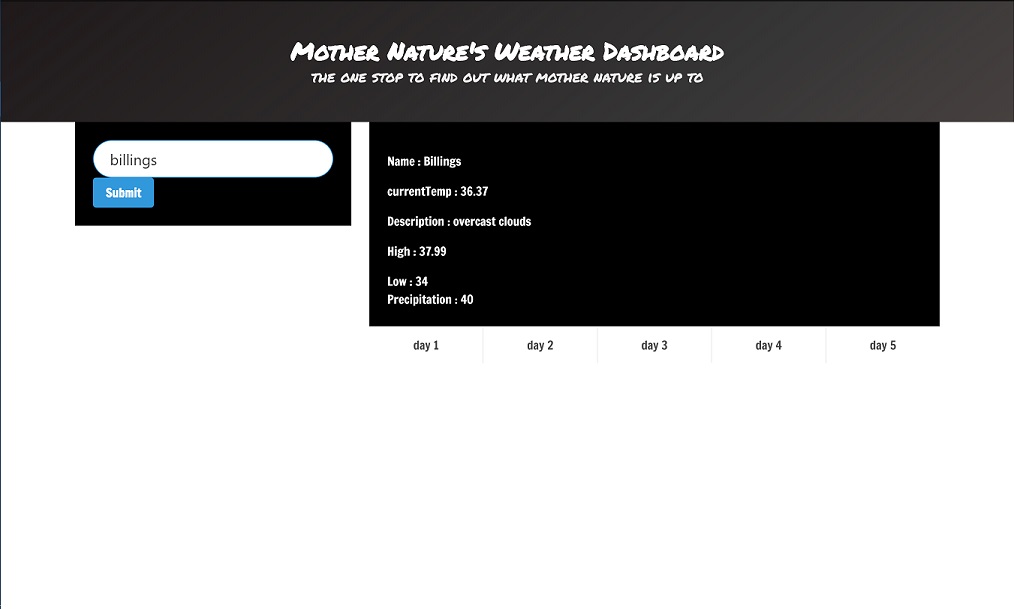 Mother Nature's Weather Dashboard
the one stop to find out what mother nature is up to
billings
Submit
Name : Billings
currentTemp : 36.37
Description : overcast clouds
High : 37.99
Low : 34
Precipitation : 40
day 1 day 2 day 3 day 4 day 5